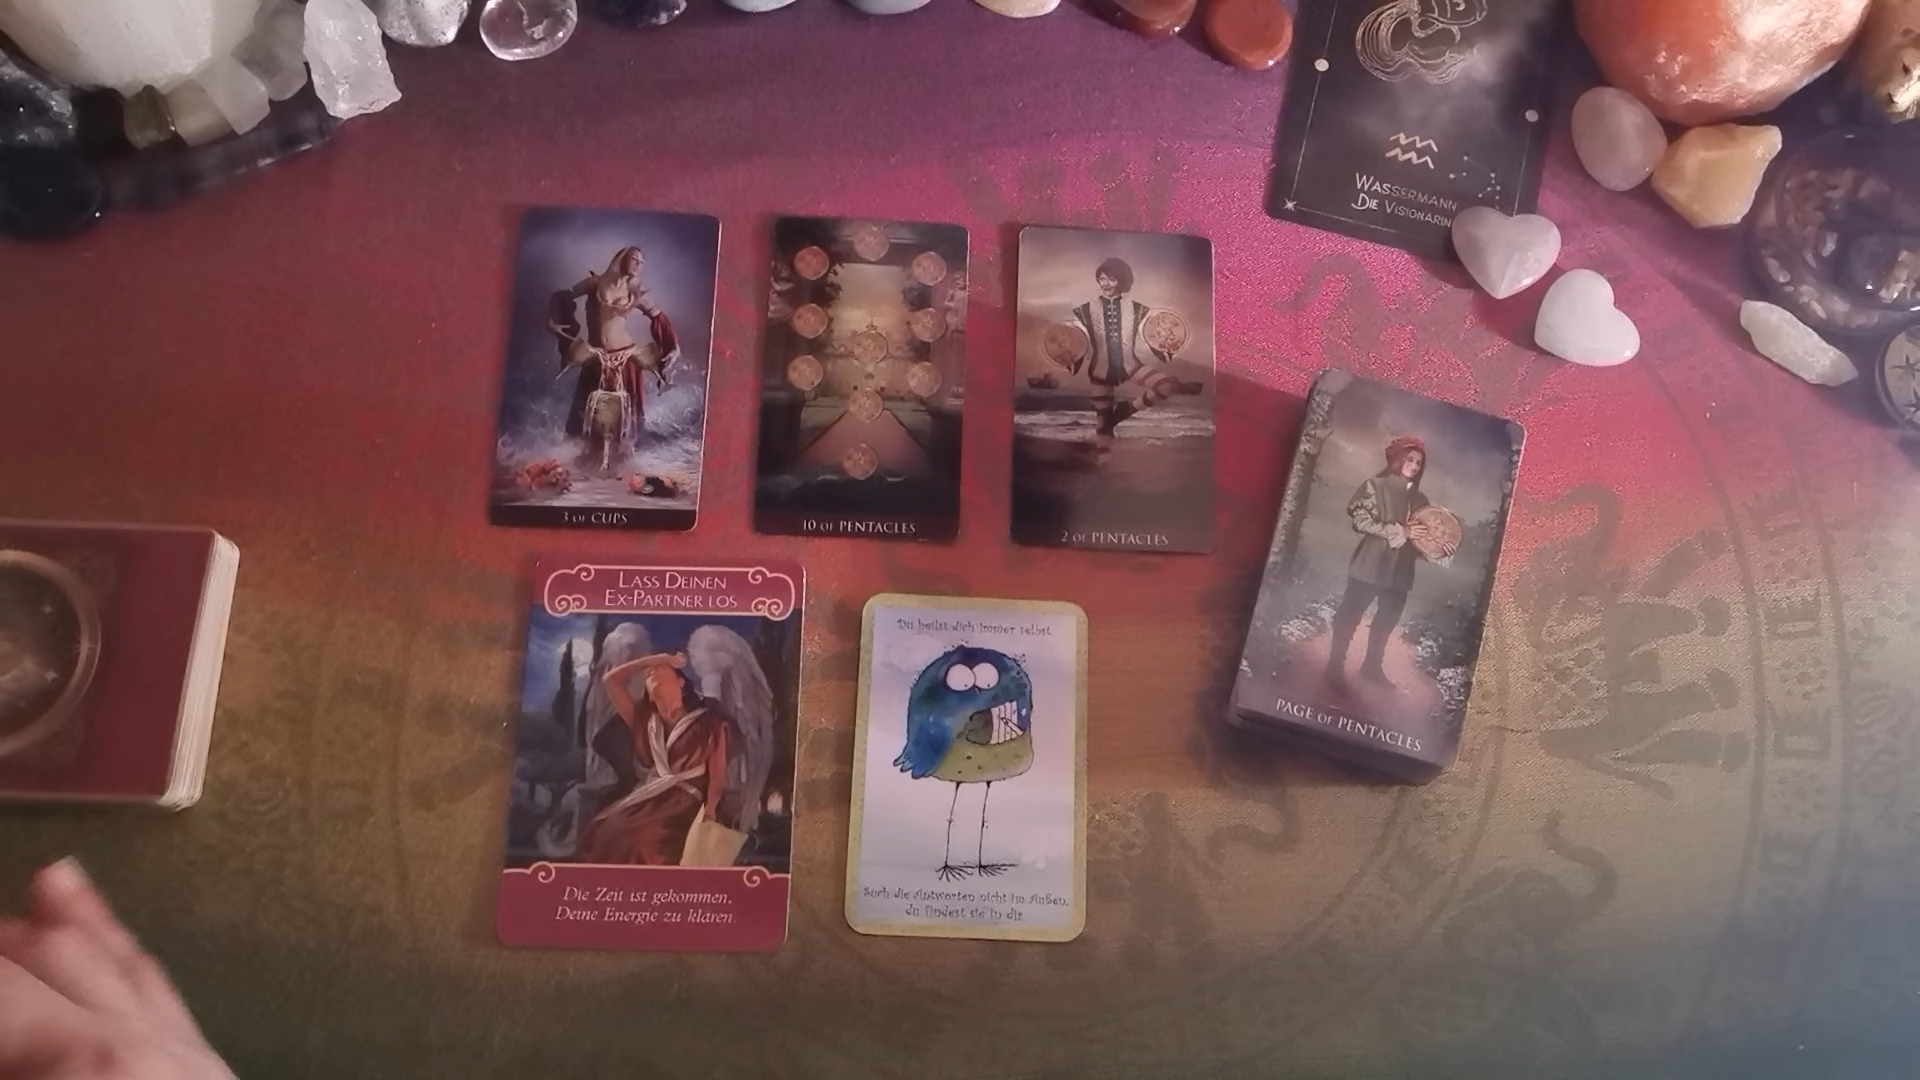 WASSERMANN
DIE VISIONÄRIN
3 OF CUPS
10 OF PENTACLES
2 OF PENTACLES
PAGE OF PENTACLES
LASS DEINEN
EX-PARTNER LOS
Die Zeit ist gekommen,
Deine Energie zu klären.
Du heilst dich immer selbst
Such die Antworten nicht im Außen,
du findest sie in dir